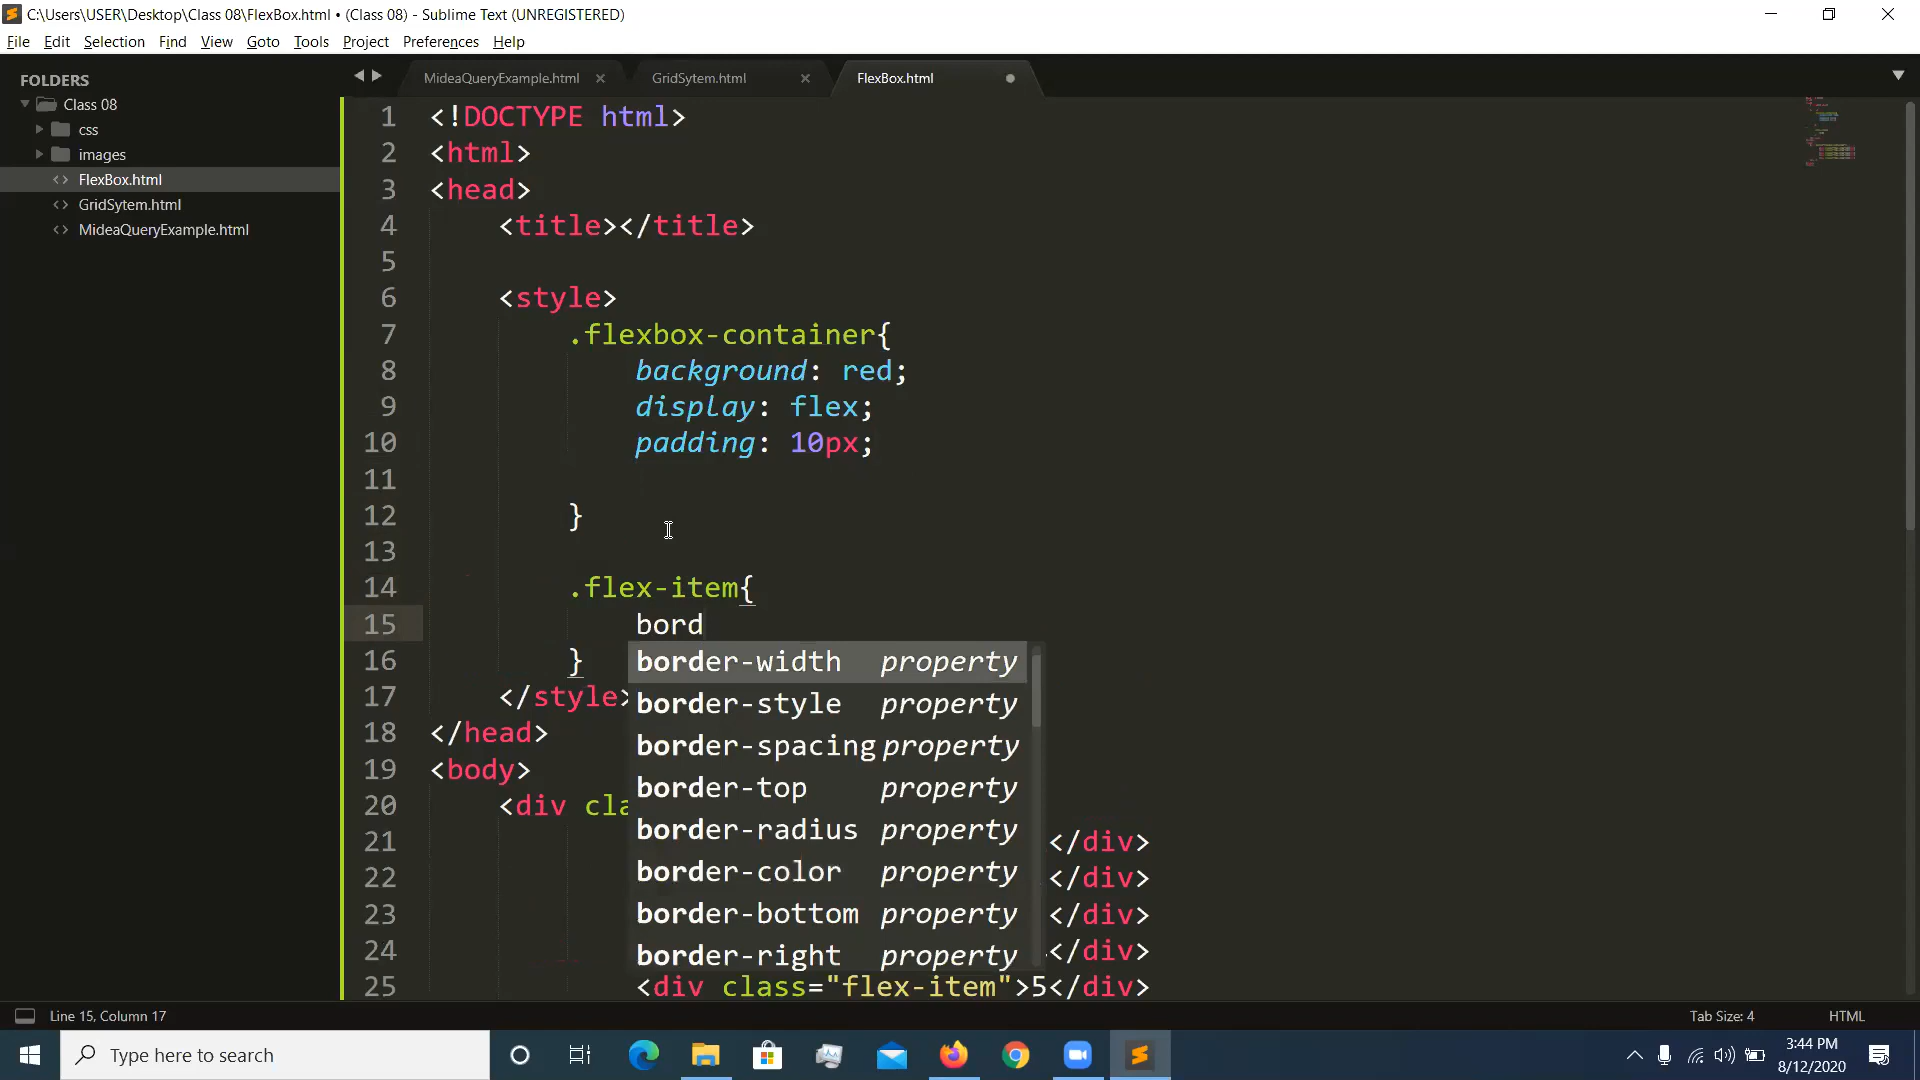 C:\Users\USER\Desktop\Class 08\FlexBox.html • (Class 08) - Sublime Text (UNREGISTERED)
File Edit Selection Find View Goto Tools Project Preferences Help
FOLDERS
Class 08
css
images
FlexBox.html
GridSytem.html
MideaQueryExample.html
MideaQueryExample.html GridSytem.html FlexBox.html
1 <!DOCTYPE html>
2 <html>
3 <head>
4 <title></title>
5
6 <style>
7 .flexbox-container{
8 background: red;
9 display: flex;
10 padding: 10px;
11
12 }
13
14 .flex-item{
15 bord
16 }
17 </style>
18 </head>
19 <body>
20 <div cla
21 </div>
22 </div>
23 </div>
24 </div>
25 <div class="flex-item">5</div>
border-width property
border-style property
border-spacing property
border-top property
border-radius property
border-color property
border-bottom property
border-right property
Line 15, Column 17 Tab Size: 4 HTML
Type here to search
3:44 PM
8/12/2020